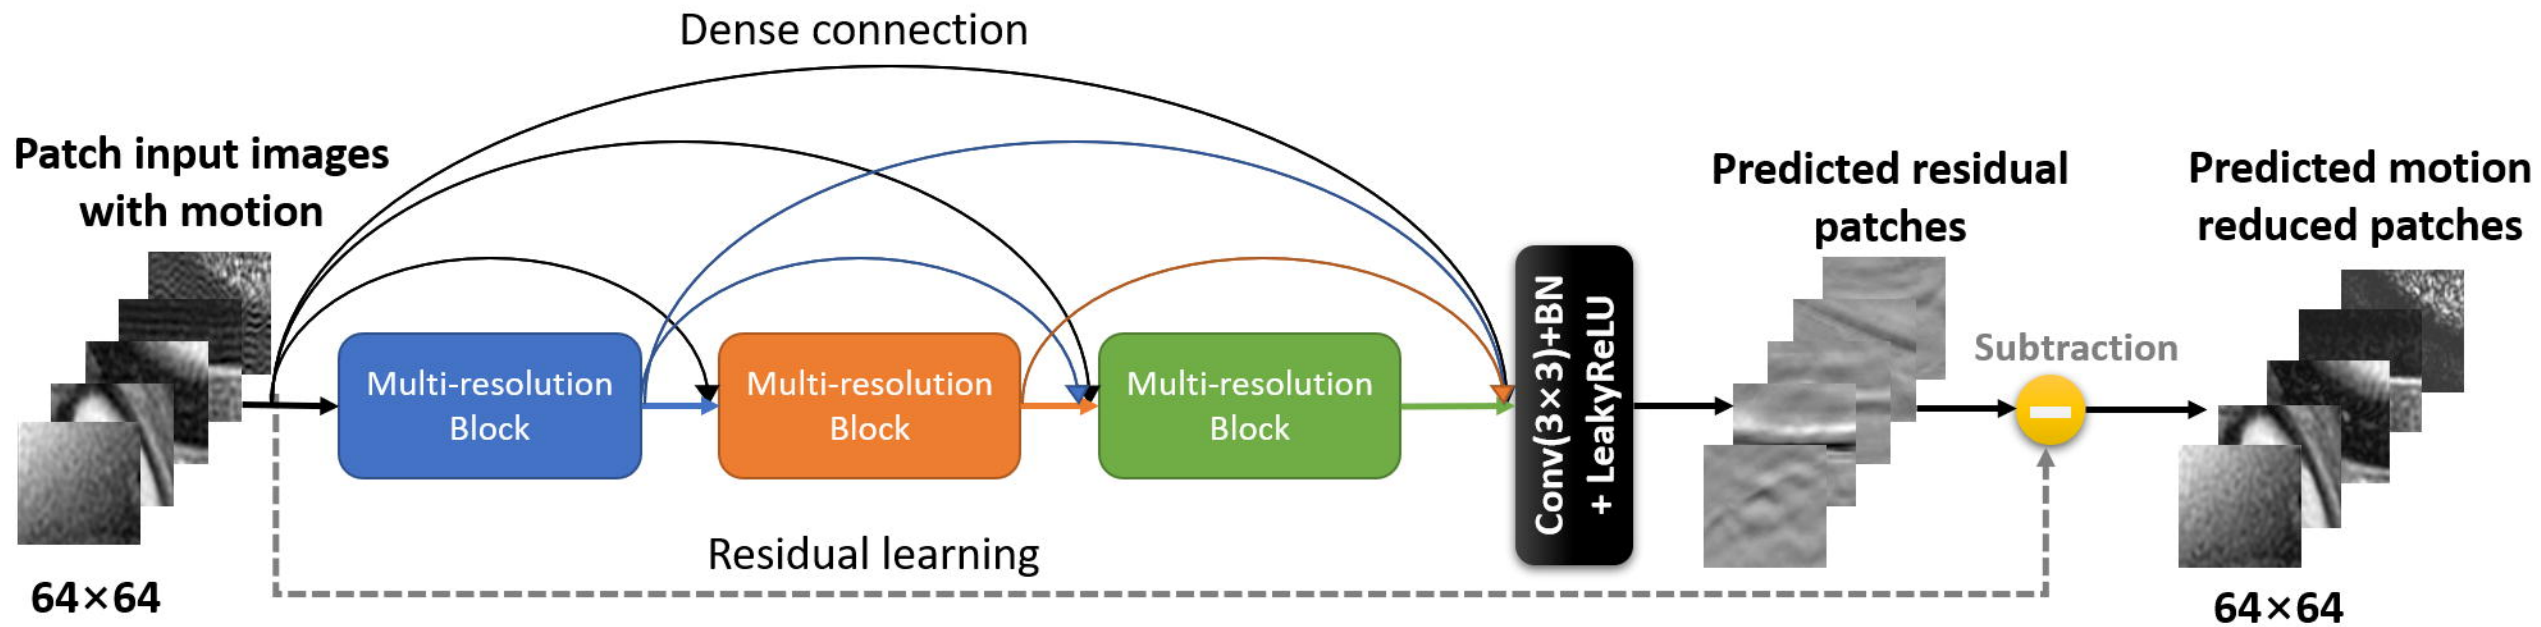 Dense connection
Patch input images
with motion
Predicted residual
patches
Predicted motion
reduced patches
Subtraction
Multi-resolution
Block
Multi-resolution
Block
Multi-resolution
Block
Conv(3×3)+BN
+ LeakyReLU
Residual learning
64×64
64×64